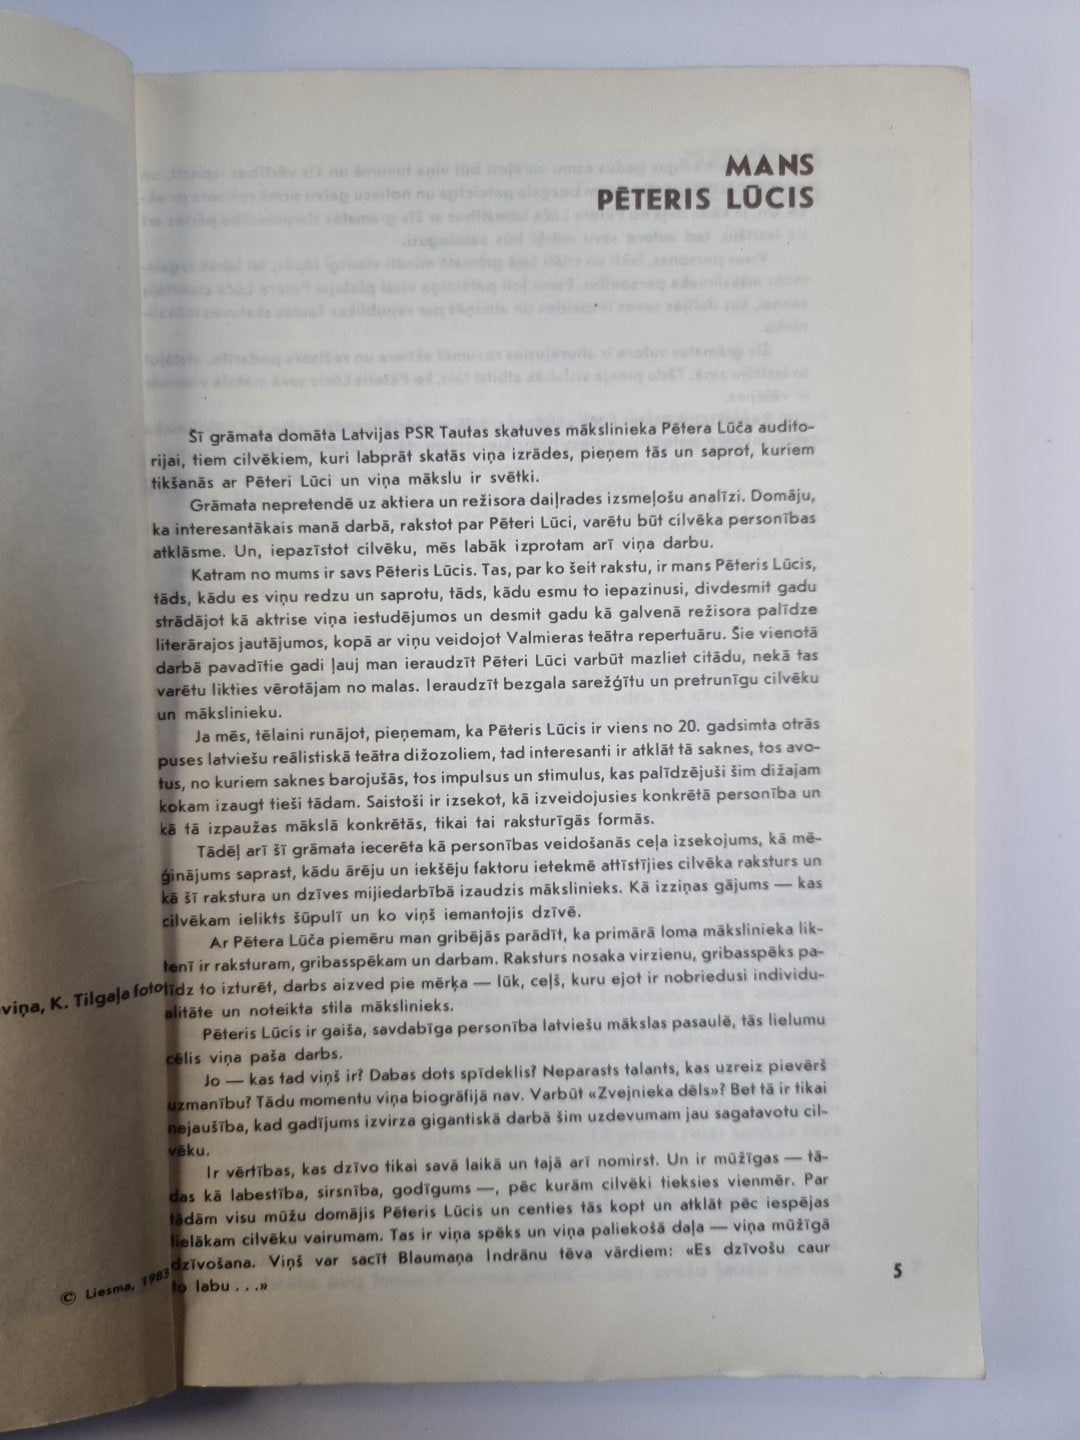 MANS
PĒTERIS LŪCIS
Šī grāmata domāta Latvijas PSR Tautas skatuves mākslinieka Pētera Lūča audito-
rijai, tiem cilvēkiem, kuri labprāt skatās viņa izrādes, pieņem tās un saprot, kuriem
tikšanās ar Pēteri Lūci un viņa mākslu ir svētki.
Grāmata nepretendē uz aktiera un režisora daiļrades izsmeļošu analīzi. Domāju,
ka interesantākais manā darbā, rakstot par Pēteri Lūci, varētu būt cilvēka personības
atklāsme. Un, iepazīstot cilvēku, mēs labāk izprotam arī viņa darbu.
Katram no mums ir savs Pēteris Lūcis. Tas, par ko šeit rakstu, ir mans Pēteris Lūcis,
tāds, kādu es viņu redzu un saprotu, tāds, kādu esmu to iepazinusi, divdesmit gadu
strādājot kā aktrise viņa iestudējumos un desmit gadu kā galvenā režisora palīdze
literārajos jautājumos, kopā ar viņu veidojot Valmieras teātra repertuāru. Šie vienotā
darbā pavadītie gadi ļauj man ieraudzīt Pēteri Lūci varbūt mazliet citādu, nekā tas
varētu likties vērotājam no malas. Ieraudzīt bezgala sarežģītu un pretrunīgu cilvēku
un mākslinieku.
Ja mēs, tēlaini runājot, pieņemam, ka Pēteris Lūcis ir viens no 20. gadsimta otrās
puses latviešu reālistiskā teātra dižozoliem, tad interesanti ir atklāt tā saknes, tos avo-
tus, no kuriem saknes barojušās, tos impulsus un stimulus, kas palīdzējuši šim dižajam
kokam izaugt tieši tādam. Saistoši ir izsekot, kā izveidojusies konkrētā personība un
kā tā izpaužas mākslā konkrētās, tikai tai raksturīgās formās.
Tādēļ arī šī grāmata iecerēta kā personības veidošanās ceļa izsekojums, kā mē-
ģinājums saprast, kādu ārēju un iekšēju faktoru ietekmē attīstījies cilvēka raksturs un
kā šī rakstura un dzīves mijiedarbībā izaudzis mākslinieks. Kā izziņas gājums — kas
cilvēkam ielikts šūpulī un ko viņš iemantojis dzīvē.
Ar Pētera Lūča piemēru man gribējās parādīt, ka primārā loma mākslinieka lik-
tenī ir raksturam, gribasspēkam un darbam. Raksturs nosaka virzienu, gribasspēks pa-
līdz to izturēt, darbs aizved pie mērķa — lūk, ceļš, kuru ejot ir nobriedusi individu-
alitāte un noteikta stila mākslinieks.
Pēteris Lūcis ir gaiša, savdabīga personība latviešu mākslas pasaulē, tās lielumu
cēlis viņa paša darbs.
Jo — kas tad viņš ir? Dabas dots spīdeklis? Neparasts talants, kas uzreiz pievērš
uzmanību? Tādu momentu viņa biogrāfijā nav. Varbūt «Zvejnieka dēls»? Bet tā ir tikai
nejaušība, kad gadījums izvirza gigantiskā darbā šim uzdevumam jau sagatavotu cil-
vēku.
Ir vērtības, kas dzīvo tikai savā laikā un tajā arī nomirst. Un ir mūžīgas — tā-
das kā labestība, sirsnība, godīgums —, pēc kurām cilvēki tieksies vienmēr. Par
tādām visu mūžu domājis Pēteris Lūcis un centies tās kopt un atklāt pēc iespējas
lielākam cilvēku vairumam. Tas ir viņa spēks un viņa paliekošā daļa — viņa mūžīgā
dzīvošana. Viņš var sacīt Blaumaņa Indrānu tēva vārdiem: «Es dzīvošu caur
to labu . . .»
5
viņa, K. Tilgaļa foto
© Liesma, 1983